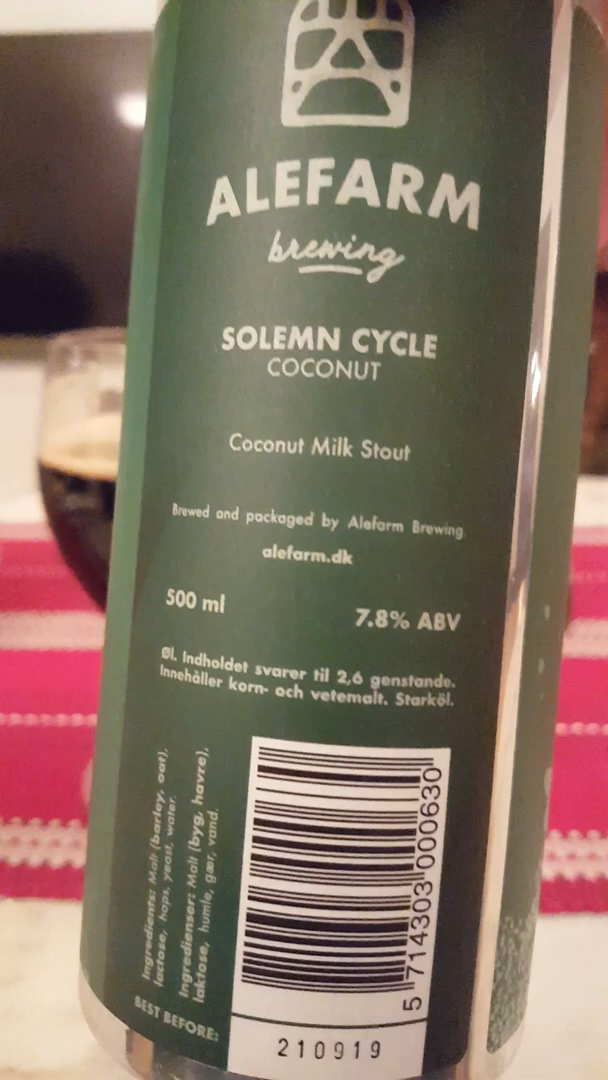 ALEFARM
brewing
SOLEMN CYCLE
COCONUT
Coconut Milk Stout
Brewed and packaged by Alefarm Brewing
alefarm.dk
500 ml
7.8% ABV
Øl. Indholdet svarer til 2,6 genstande.
Innehåller korn- och vetemalt. Starköl.
Ingredients: Malt (barley, oat),
lactose, hops, yeast, water.
Ingredienser: Malt (byg, havre),
laktose, humle, gær, vand.
5 714303 000630
BEST BEFORE:
210919